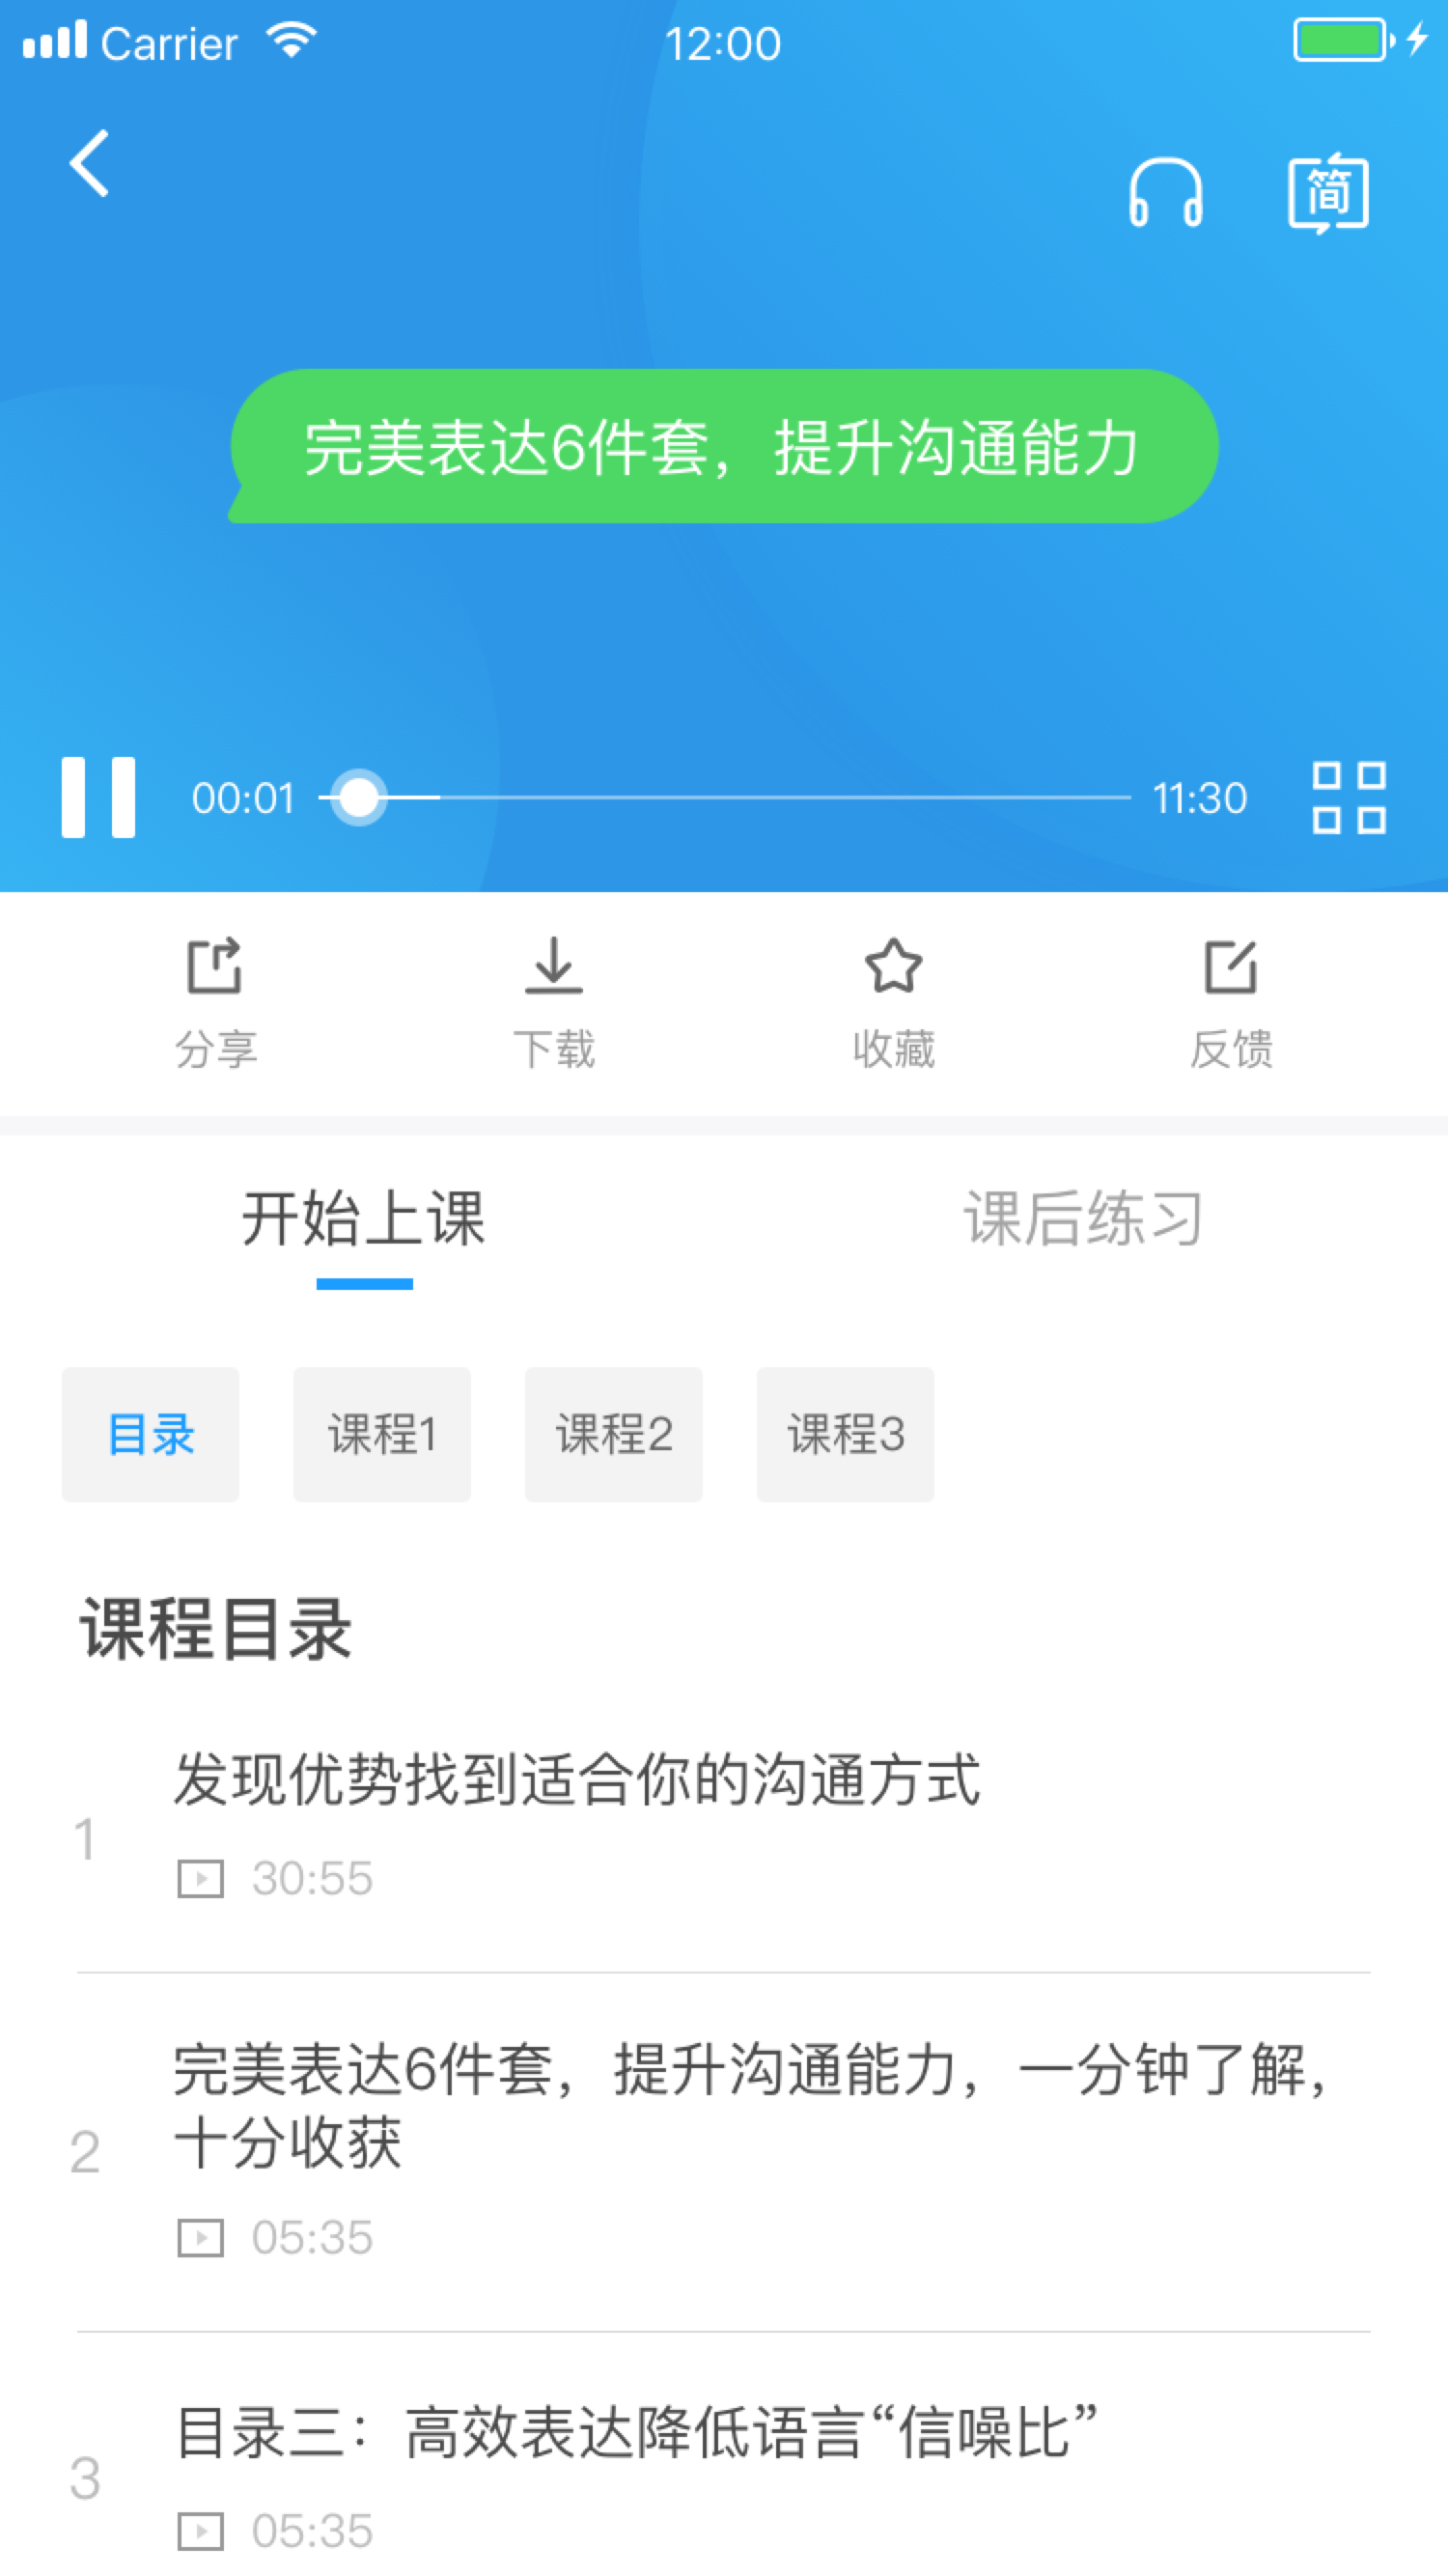 Carrier 12:00
简
完美表达6件套，提升沟通能力
00:01 11:30
分享 下载 收藏 反馈
开始上课 课后练习
目录 课程1 课程2 课程3
课程目录
1 发现优势找到适合你的沟通方式
30:55
2 完美表达6件套，提升沟通能力，一分钟了解，
十分收获
05:35
3 目录三：高效表达降低语言“信噪比”
05:35